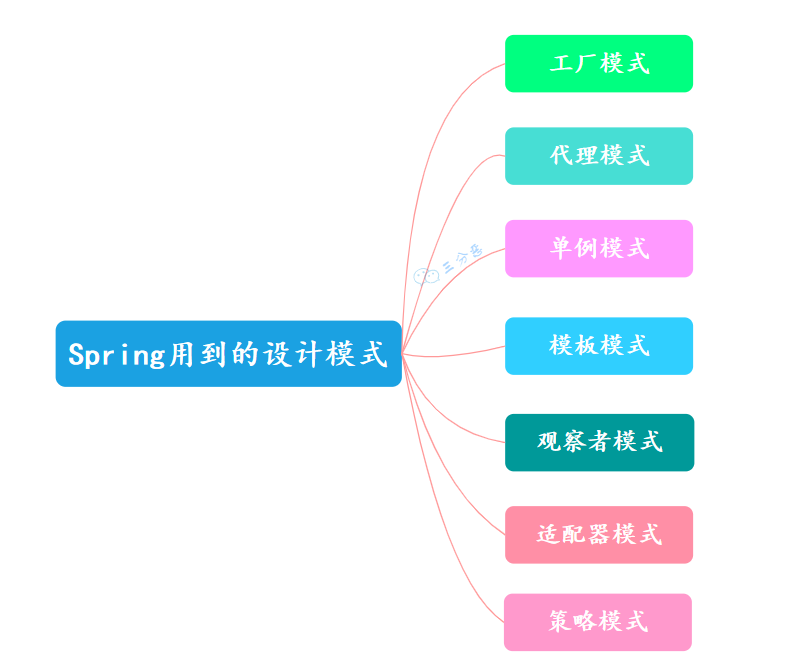 工厂模式
代理模式
单例模式
三分恶
Spring用到的设计模式
模板模式
观察者模式
适配器模式
策略模式